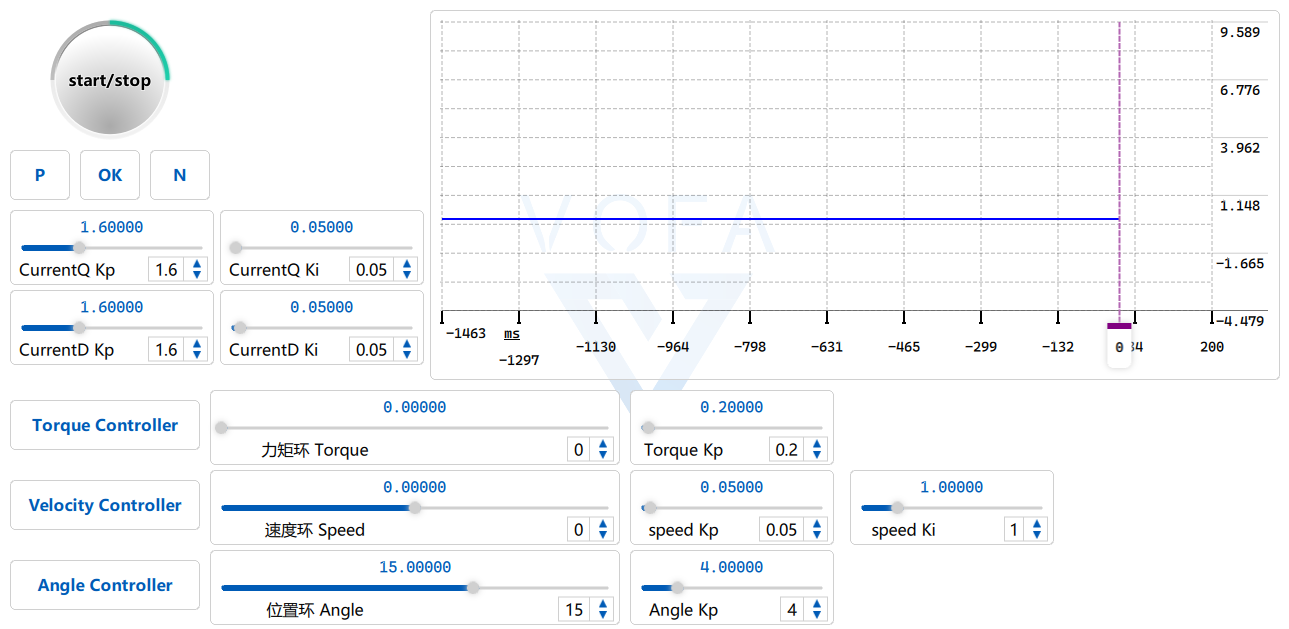 start/stop
P
OK
N
1.60000
CurrentQ Kp
1.6
0.05000
CurrentQ Ki
0.05
1.60000
CurrentD Kp
1.6
0.05000
CurrentD Ki
0.05
VOFA
9.589
6.776
3.962
1.148
-1.665
-4.479
ms
-1463
-1297
-1130
-964
-798
-631
-465
-299
-132
0
200
Torque Controller
0.00000
力矩环 Torque
0
0.20000
Torque Kp
0.2
Velocity Controller
0.00000
速度环 Speed
0
0.05000
speed Kp
0.05
1.00000
speed Ki
1
Angle Controller
15.00000
位置环 Angle
15
4.00000
Angle Kp
4